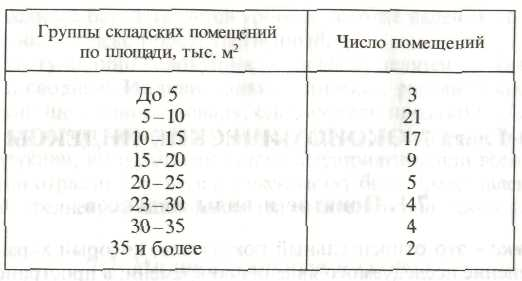 Группы складских помещений по площади, тыс. м² Число помещений
До 5 3
5–10 21
10–15 17
15–20 9
20–25 5
23–30 4
30–35 4
35 и более 2